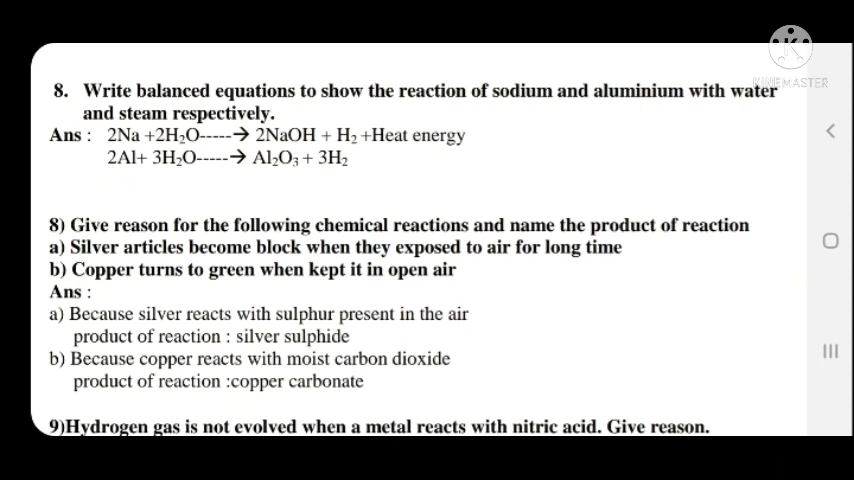 KINEMASTER
8. Write balanced equations to show the reaction of sodium and aluminium with water
and steam respectively.
Ans : 2Na +2H₂O-----→ 2NaOH + H₂ +Heat energy
2Al+ 3H₂O-----→ Al₂O₃ + 3H₂
8) Give reason for the following chemical reactions and name the product of reaction
a) Silver articles become block when they exposed to air for long time
b) Copper turns to green when kept it in open air
Ans :
a) Because silver reacts with sulphur present in the air
product of reaction : silver sulphide
b) Because copper reacts with moist carbon dioxide
product of reaction :copper carbonate
9)Hydrogen gas is not evolved when a metal reacts with nitric acid. Give reason.